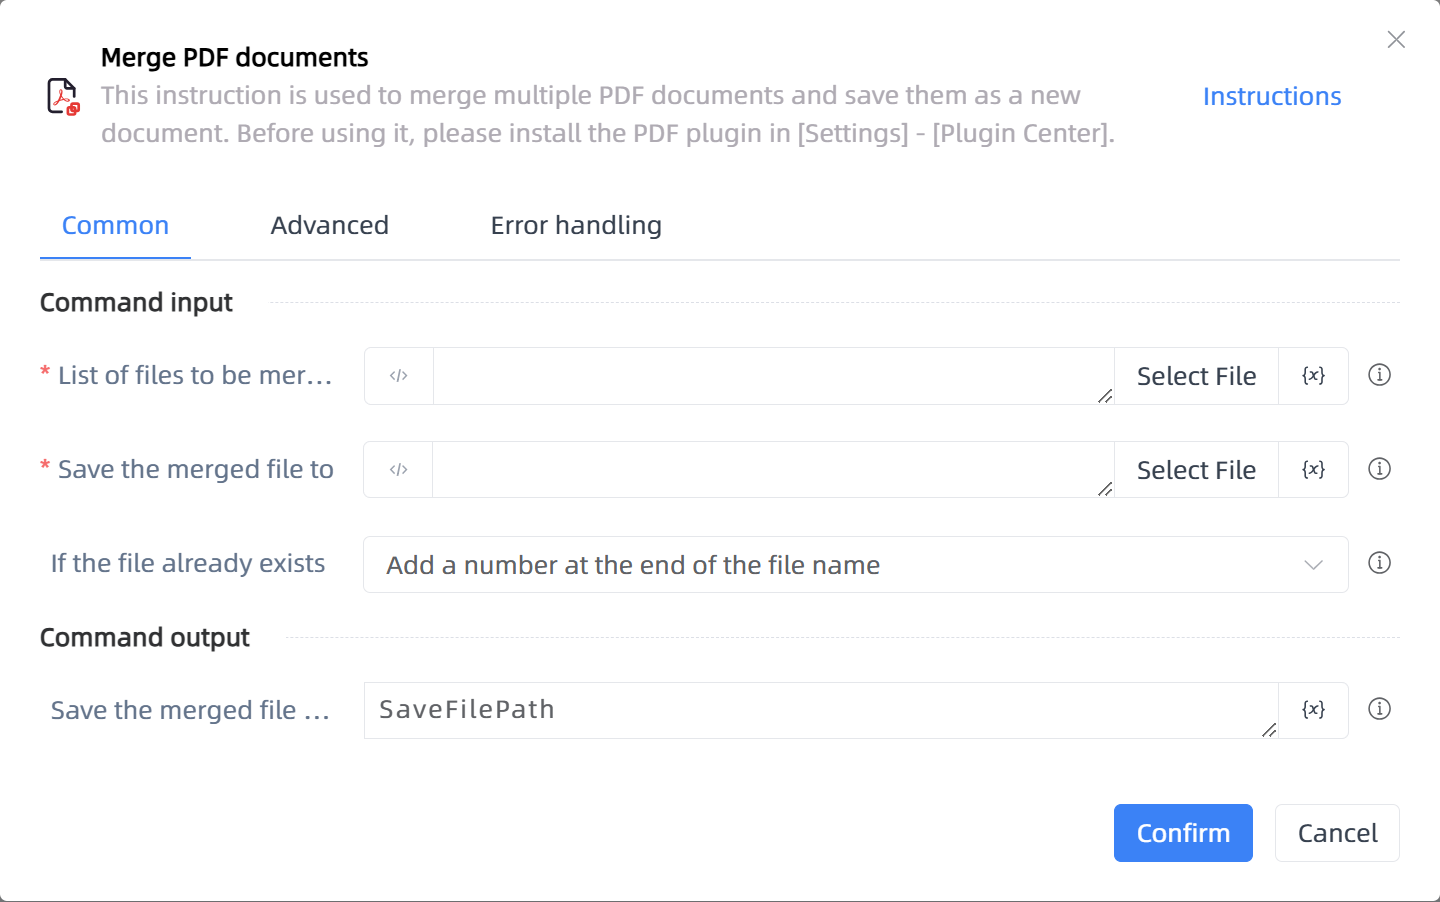 Merge PDF documents
This instruction is used to merge multiple PDF documents and save them as a new
document. Before using it, please install the PDF plugin in [Settings] - [Plugin Center].
Instructions
Common
Advanced
Error handling
Command input
* List of files to be mer...
</>
Select File
{x}
* Save the merged file to
</>
Select File
{x}
If the file already exists
Add a number at the end of the file name
Command output
Save the merged file ...
SaveFilePath
{x}
Confirm
Cancel